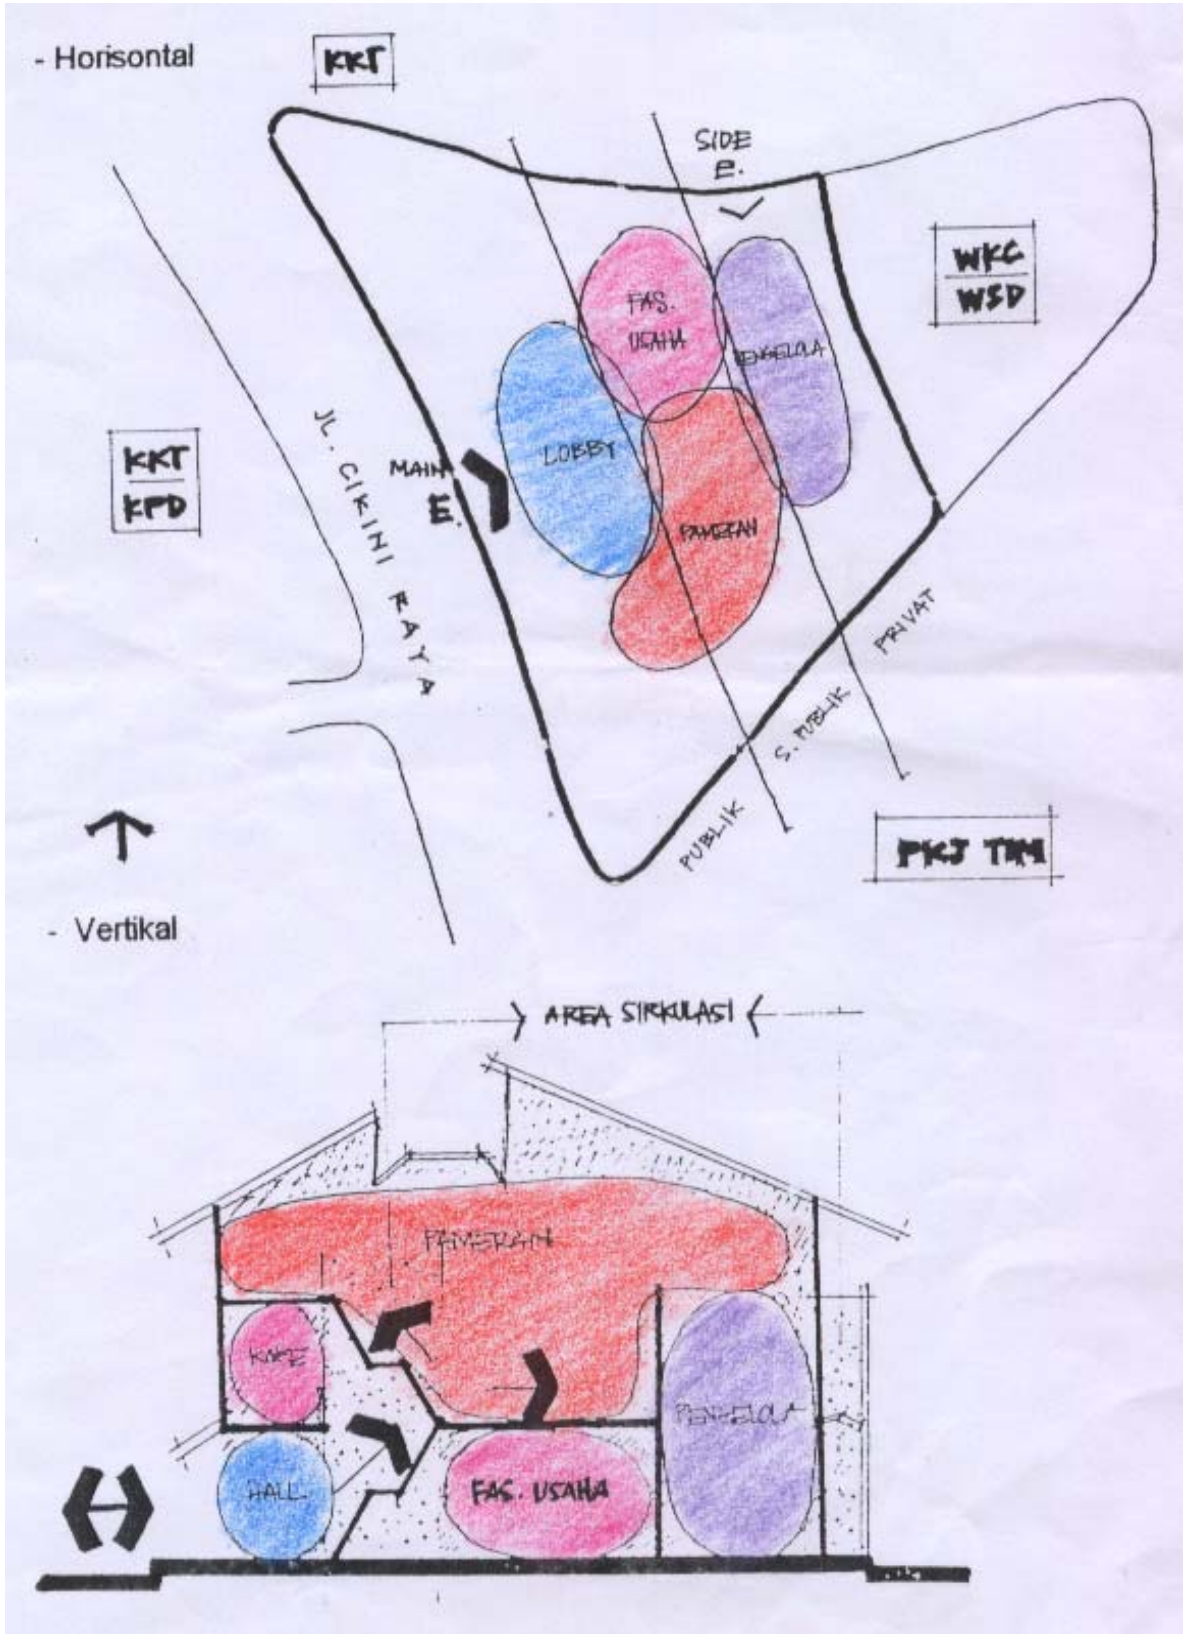 - Horisontal
KKT
SIDE
E.
WKC
WSD
FAS.
USAHA
PENGELOLA
LOBBY
MAIN
E.
KKT
KPD
JL. CIKINI RAYA
PAMERAN
PRIVAT
S. PUBLIK
PUBLIK
PKJ TIM
- Vertikal
AREA SIRKULASI
PAMERAN
KAFE
PENGELOLA
HALL
FAS. USAHA